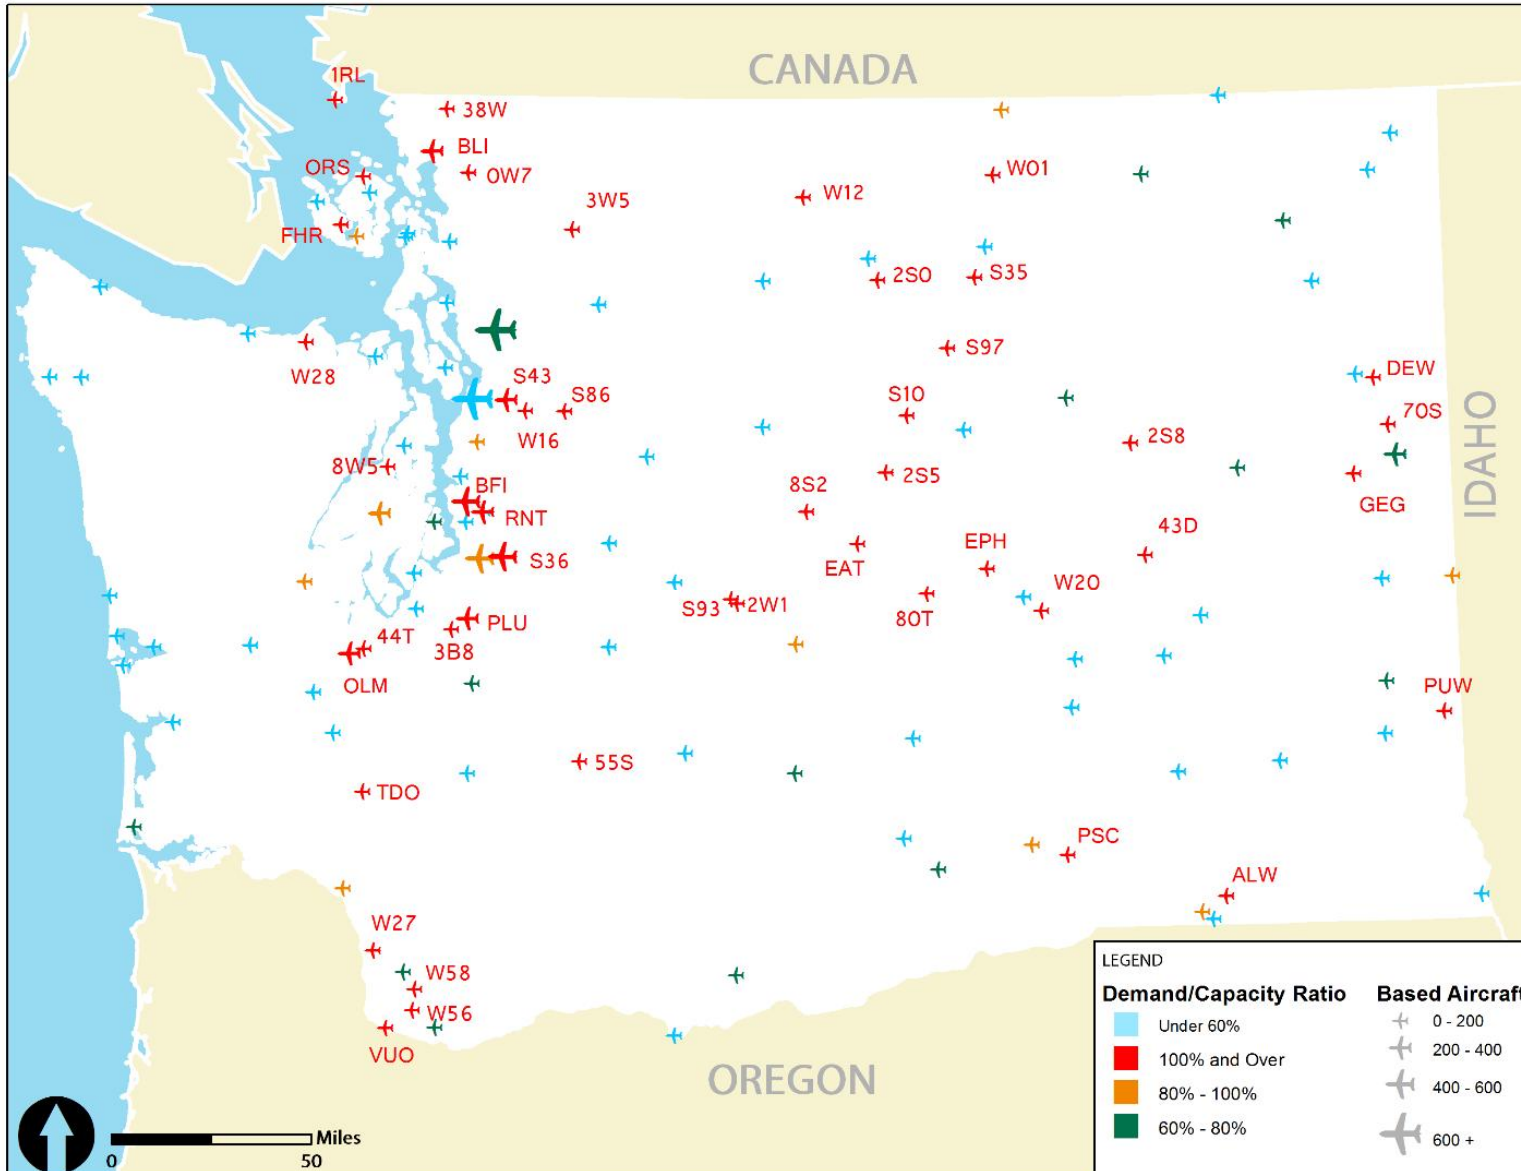 CANADA
1RL
38W
BLI
ORS
0W7
W01
W12
3W5
FHR
2S0
S35
S97
W28
S43
S86
DEW
S10
70S
W16
2S8
8W5
2S5
BFI
8S2
GEG
IDAHO
RNT
43D
S36
EAT
EPH
W20
S93
2W1
80T
PLU
44T
3B8
OLM
PUW
55S
TDO
PSC
ALW
W27
W58
W56
VUO
OREGON
LEGEND
Demand/Capacity Ratio
Under 60%
100% and Over
80% - 100%
60% - 80%
Based Aircraft
0 - 200
200 - 400
400 - 600
600 +
Miles
0 50